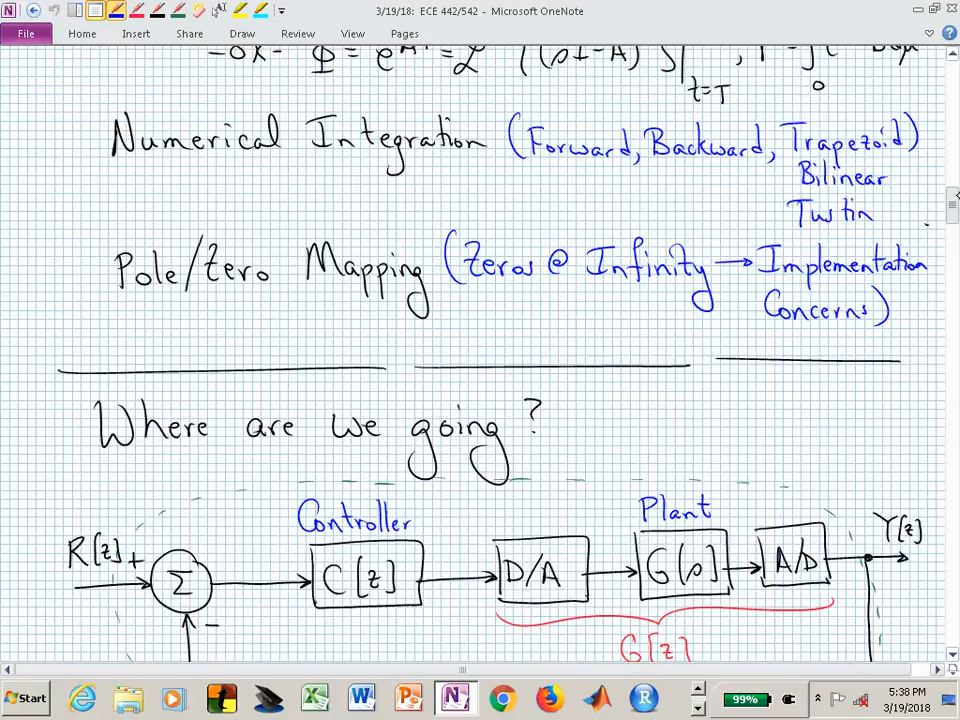 3/19/18: ECE 442/542 - Microsoft OneNote
File Home Insert Share Draw Review View Pages
t=T
Numerical Integration (Forward, Backward, Trapezoid)
Bilinear
Tustin
Pole/Zero Mapping (Zeros @ Infinity → Implementation
Concerns)
Where are we going?
Controller
Plant
R[z] + Σ C[z] D/A G(s) A/D Y[z]
−
G[z]
Start
99%
5:38 PM
3/19/2018